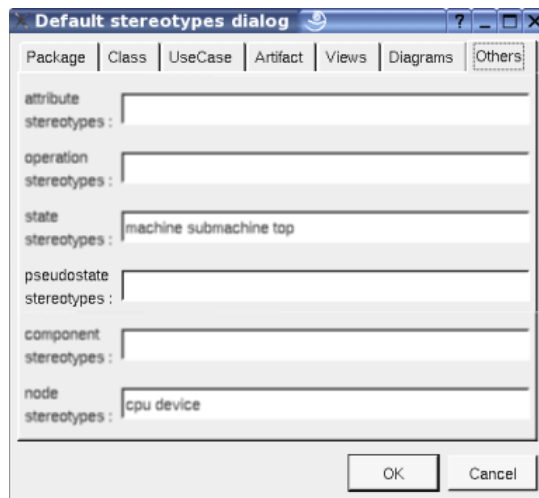 Default stereotypes dialog
Package Class UseCase Artifact Views Diagrams Others
attribute
stereotypes :
operation
stereotypes :
state
stereotypes : machine submachine top
pseudostate
stereotypes :
component
stereotypes :
node
stereotypes : cpu device
OK Cancel